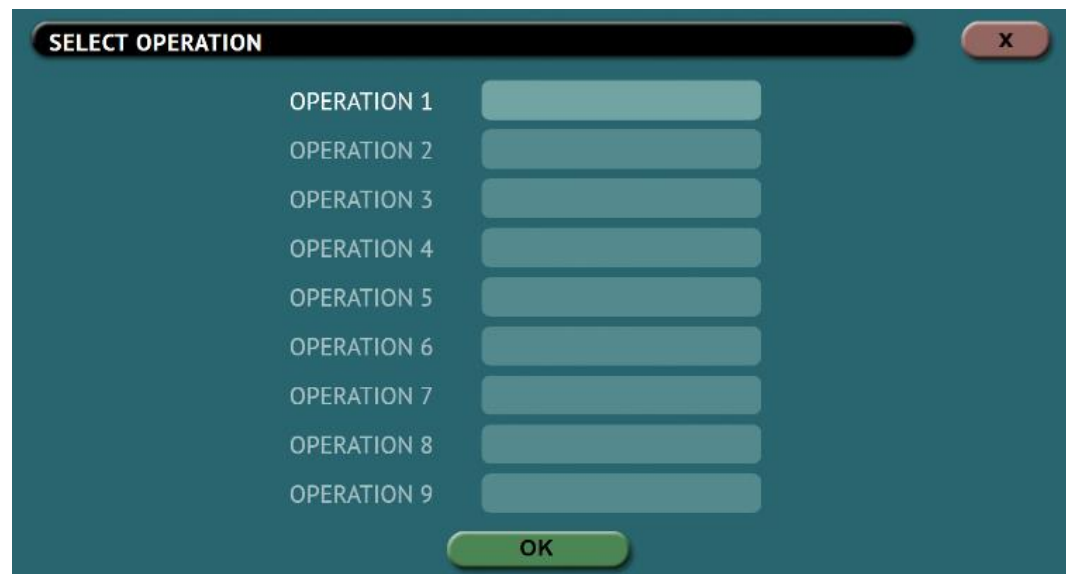 SELECT OPERATION X
OPERATION 1
OPERATION 2
OPERATION 3
OPERATION 4
OPERATION 5
OPERATION 6
OPERATION 7
OPERATION 8
OPERATION 9
OK